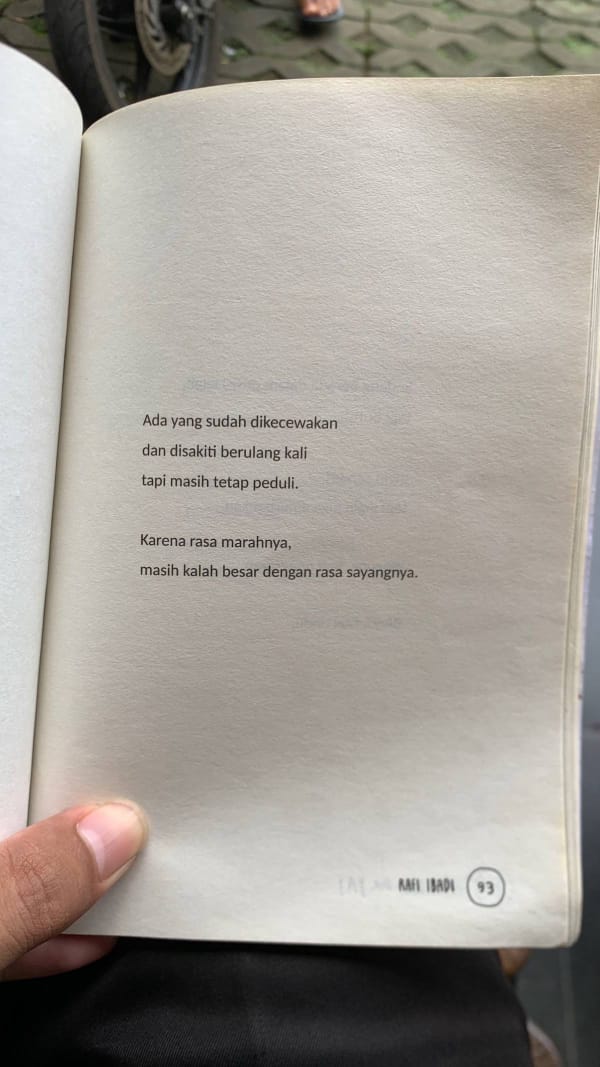 Ada yang sudah dikecewakan
dan disakiti berulang kali
tapi masih tetap peduli.
Karena rasa marahnya,
masih kalah besar dengan rasa sayangnya.
RAFI IBADI 93